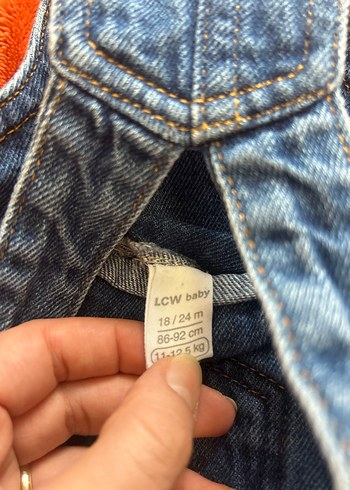 LCW baby
18 / 24 m
86-92 cm
11-12.5 kg